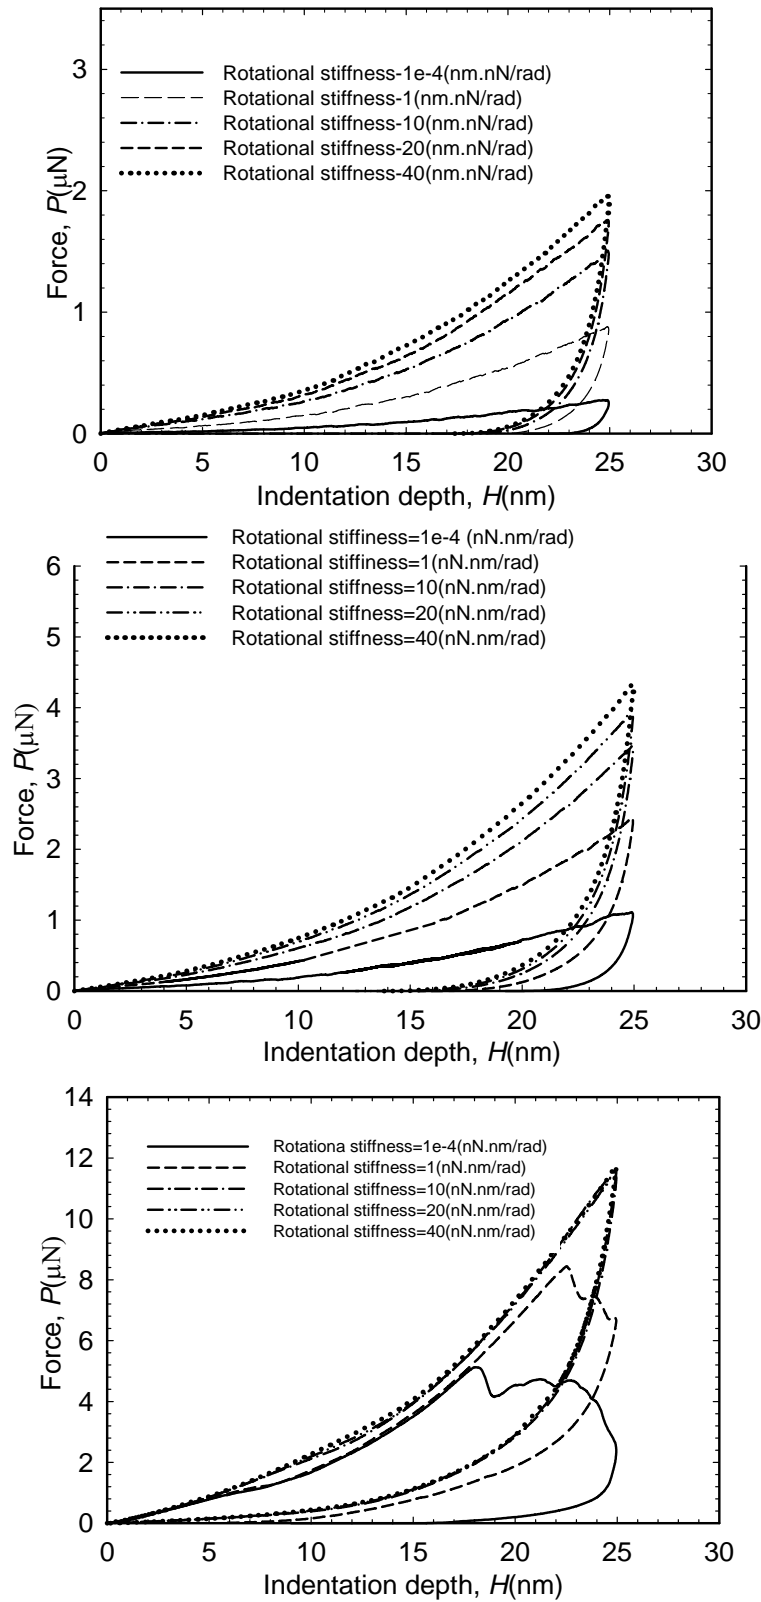 3
Rotational stiffness-1e-4(nm.nN/rad)
Rotational stiffness-1(nm.nN/rad)
Rotational stiffness-10(nm.nN/rad)
Rotational stiffness-20(nm.nN/rad)
Rotational stiffness-40(nm.nN/rad)
Force, P(μN)
2
1
0
0 5 10 15 20 25 30
Indentation depth, H(nm)
Rotational stiffiness=1e-4 (nN.nm/rad)
Rotational stiffiness=1(nN.nm/rad)
Rotational stiffness=10(nN.nm/rad)
Rotational stiffness=20(nN.nm/rad)
Rotational stiffness=40(nN.nm/rad)
6
5
4
Force, P(μN)
3
2
1
0
0 5 10 15 20 25 30
Indentation depth, H(nm)
14
Rotationa stiffness=1e-4(nN.nm/rad)
Rotational stiffness=1(nN.nm/rad)
Rotational stiffness=10(nN.nm/rad)
Rotational stiffness=20(nN.nm/rad)
Rotational stiffness=40(nN.nm/rad)
12
10
8
Force, P(μN)
6
4
2
0
0 5 10 15 20 25 30
Indentation depth, H(nm)